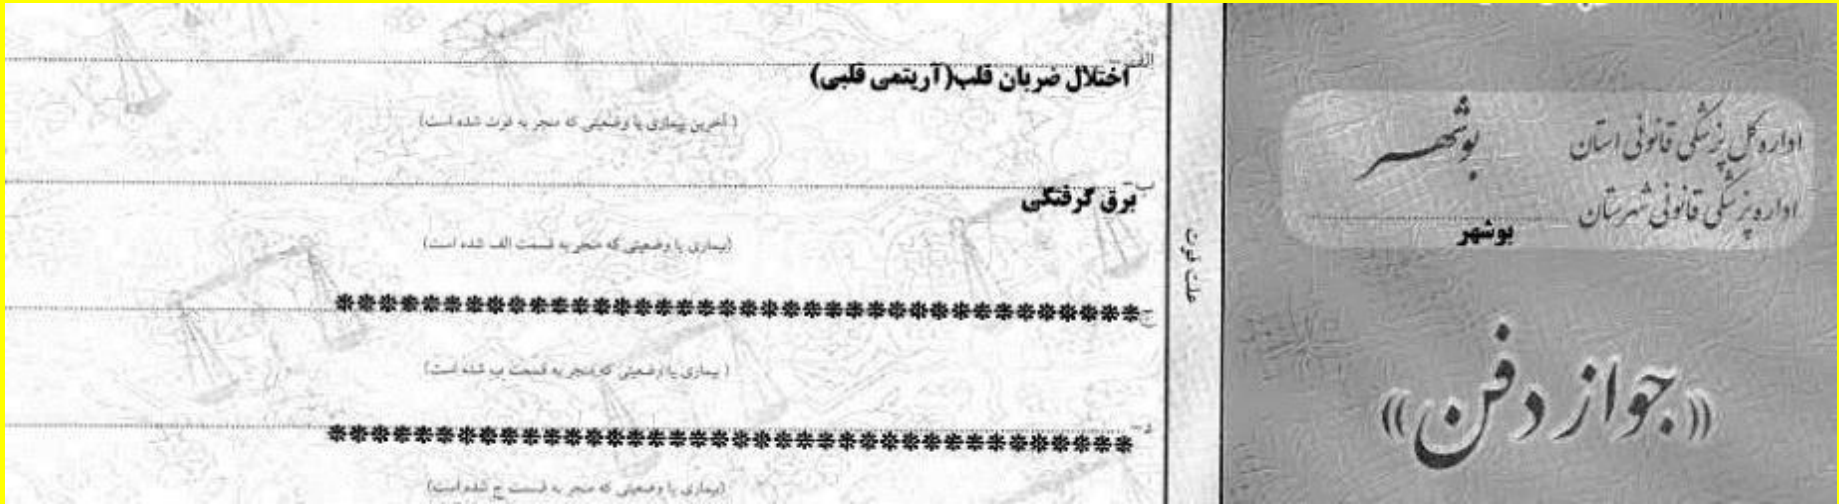 اداره کل پزشکی قانونی استان بوشهر
اداره پزشکی قانونی شهرستان بوشهر
«جواز دفن»
علت فوت
الف- اختلال ضربان قلب(آریتمی قلبی)
( آخرین بیماری یا وضعیتی که منجر به فوت شده است)
ب- برق گرفتگی
(بیماری یا وضعیتی که منجر به قسمت الف شده است)
ج- **************************************
( بیماری یا وضعیتی که منجر به قسمت ب شده است)
د- **************************************
(بیماری یا وضعیتی که منجر به قسمت ج شده است)